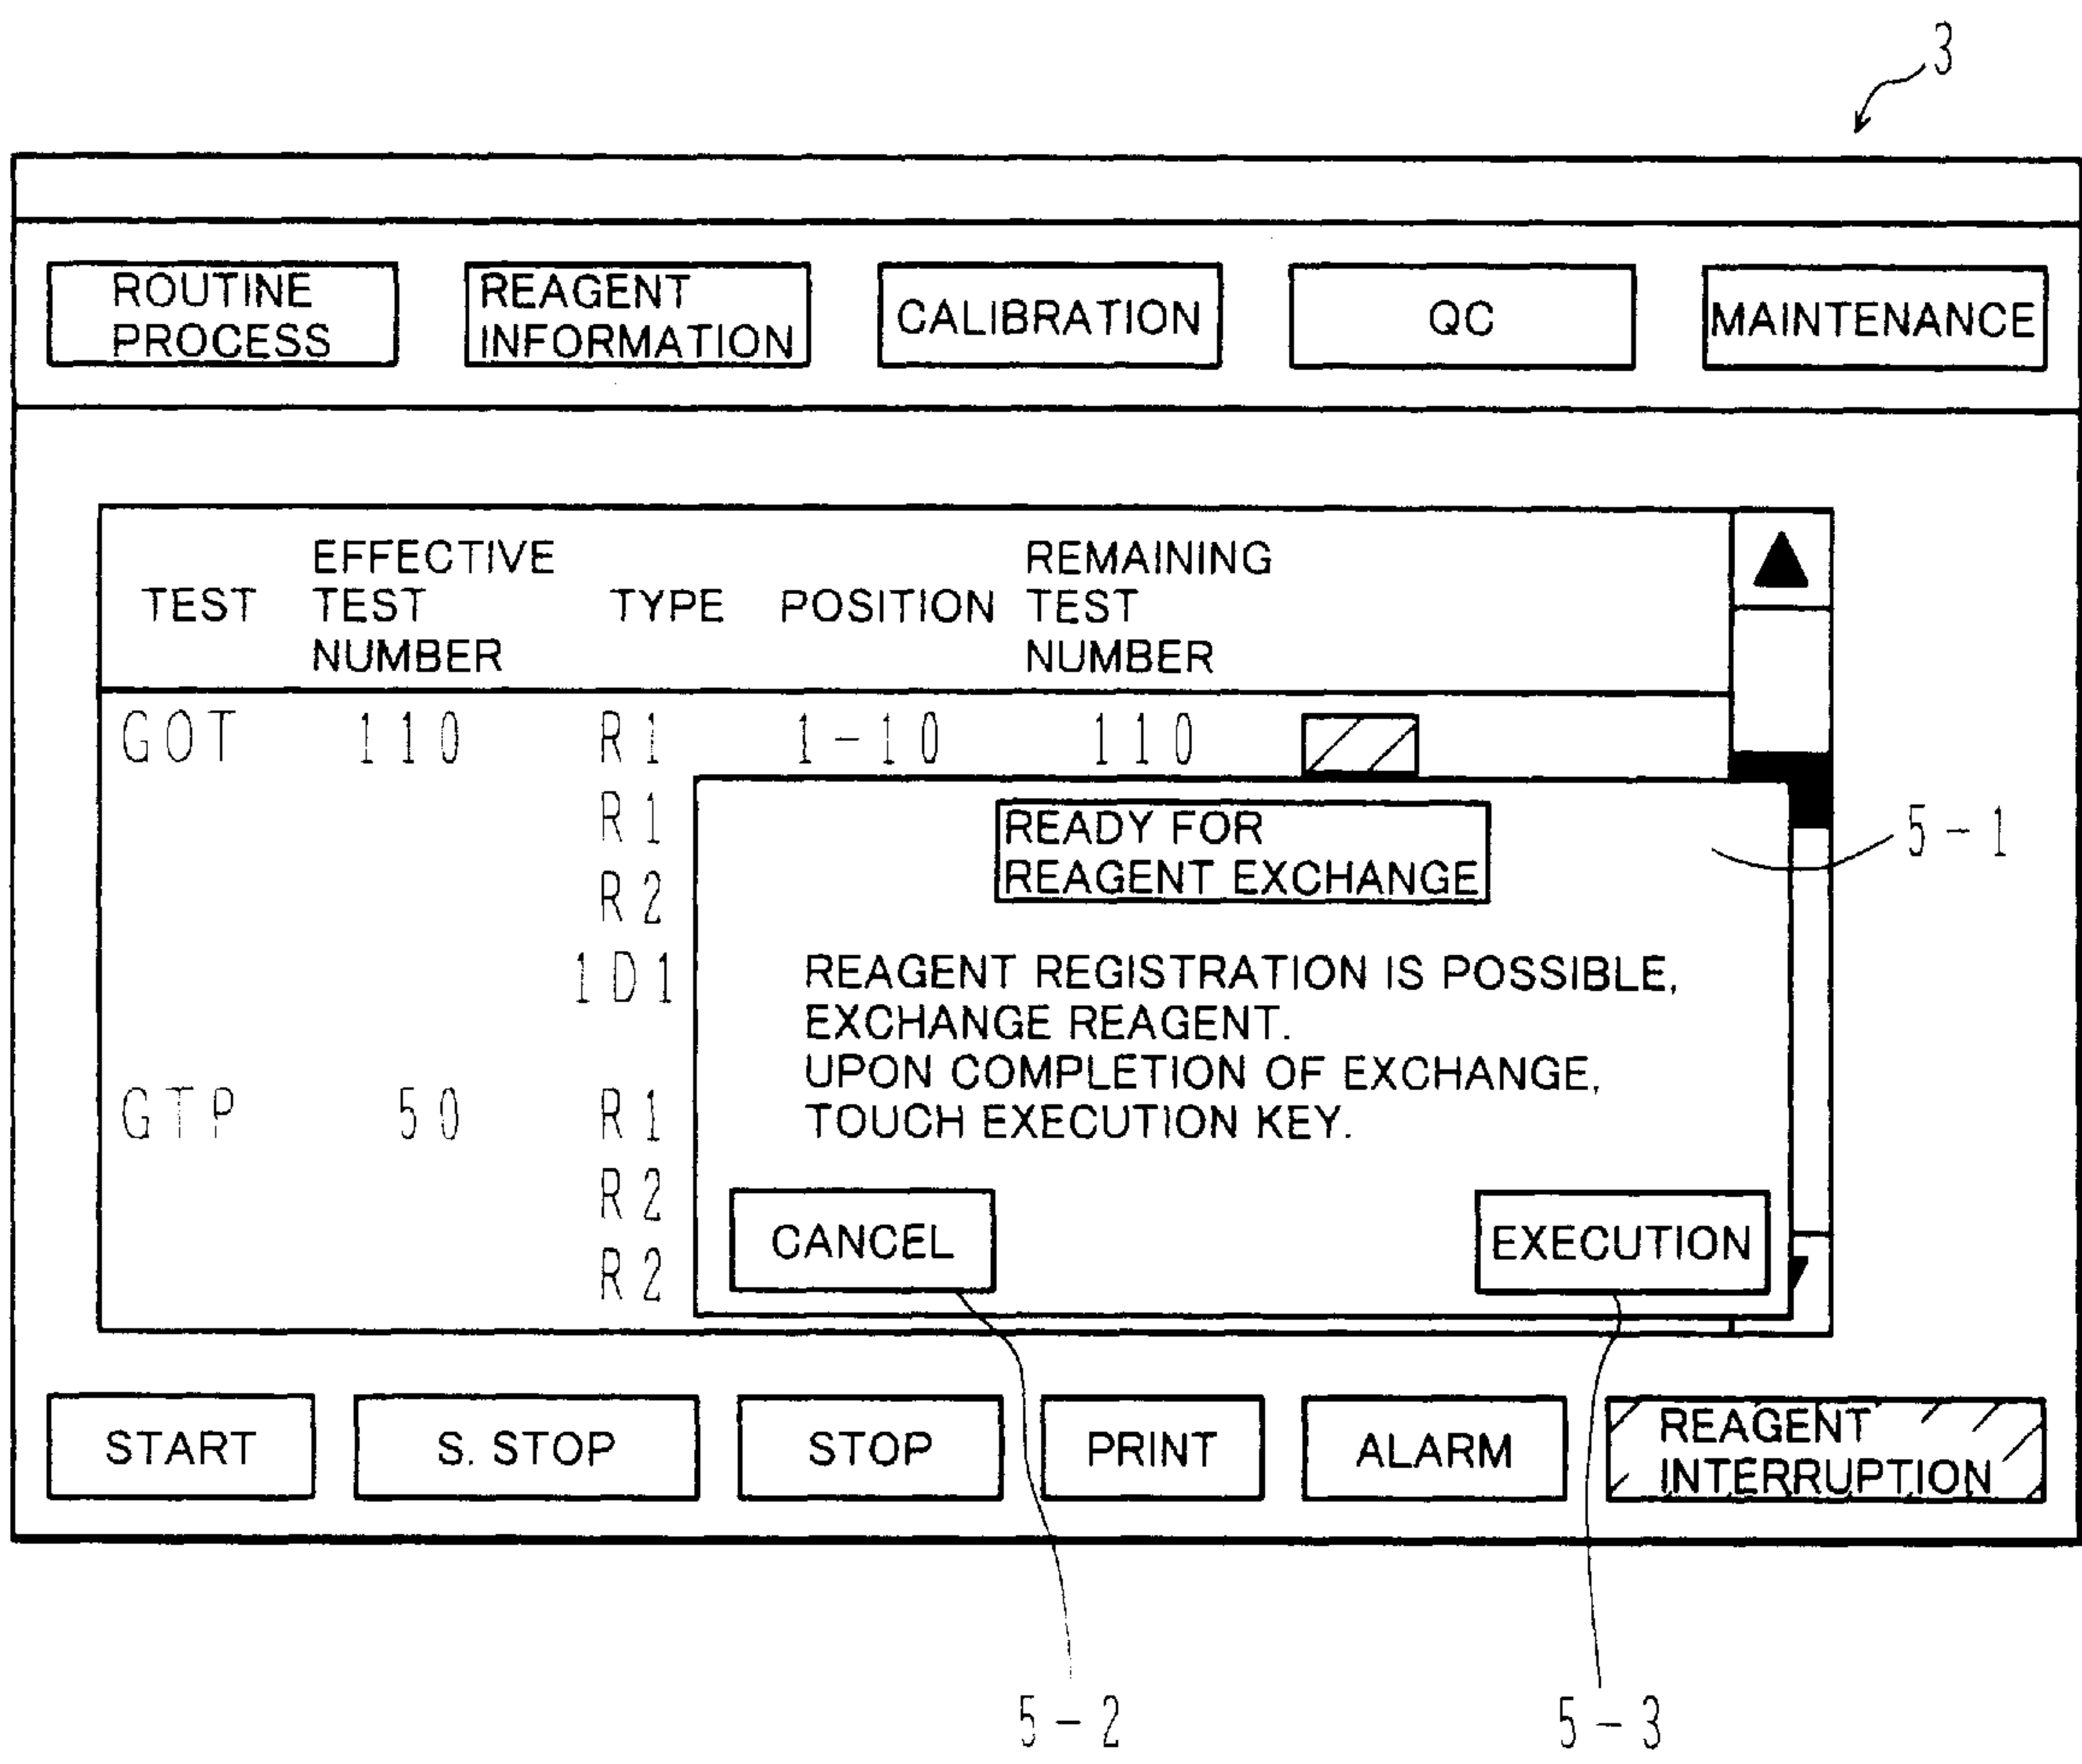 3
ROUTINE
PROCESS
REAGENT
INFORMATION
CALIBRATION
QC
MAINTENANCE
TEST
EFFECTIVE
TEST
NUMBER
TYPE
POSITION
REMAINING
TEST
NUMBER
GOT 110 R1 1-10 110
R1
R2
1D1
GTP 50 R1
R2
R2
READY FOR
REAGENT EXCHANGE
REAGENT REGISTRATION IS POSSIBLE,
EXCHANGE REAGENT.
UPON COMPLETION OF EXCHANGE,
TOUCH EXECUTION KEY.
CANCEL
EXECUTION
5-1
START
S. STOP
STOP
PRINT
ALARM
REAGENT
INTERRUPTION
5-2
5-3